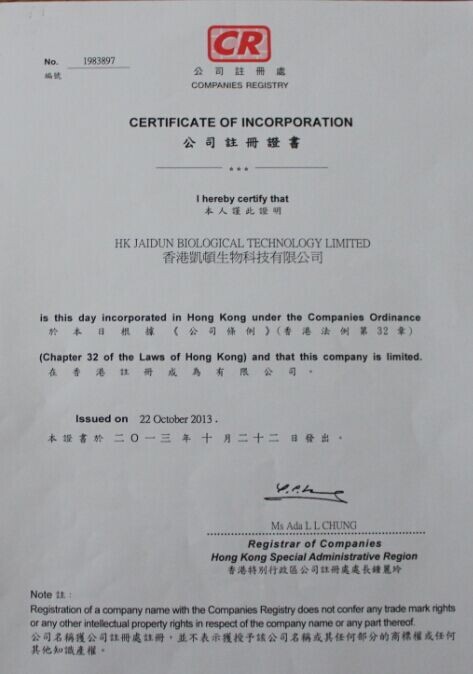 CR
No. 1983897
編號
公司註冊處
COMPANIES REGISTRY
CERTIFICATE OF INCORPORATION
公司註冊證書
***
I hereby certify that
本人謹此證明
HK JAIDUN BIOLOGICAL TECHNOLOGY LIMITED
香港凱頓生物科技有限公司
is this day incorporated in Hong Kong under the Companies Ordinance
於本日根據《公司條例》(香港法例第32章)
(Chapter 32 of the Laws of Hong Kong) and that this company is limited.
在香港註冊成為有限公司。
Issued on 22 October 2013.
本證書於二〇一三年十月二十二日發出。
Ms Ada L L CHUNG
Registrar of Companies
Hong Kong Special Administrative Region
香港特別行政區公司註冊處處長鍾麗玲
Note 註:
Registration of a company name with the Companies Registry does not confer any trade mark rights
or any other intellectual property rights in respect of the company name or any part thereof.
公司名稱獲公司註冊處註冊,並不表示獲授予該公司名稱或其任何部分的商標權或任何
其他知識產權。